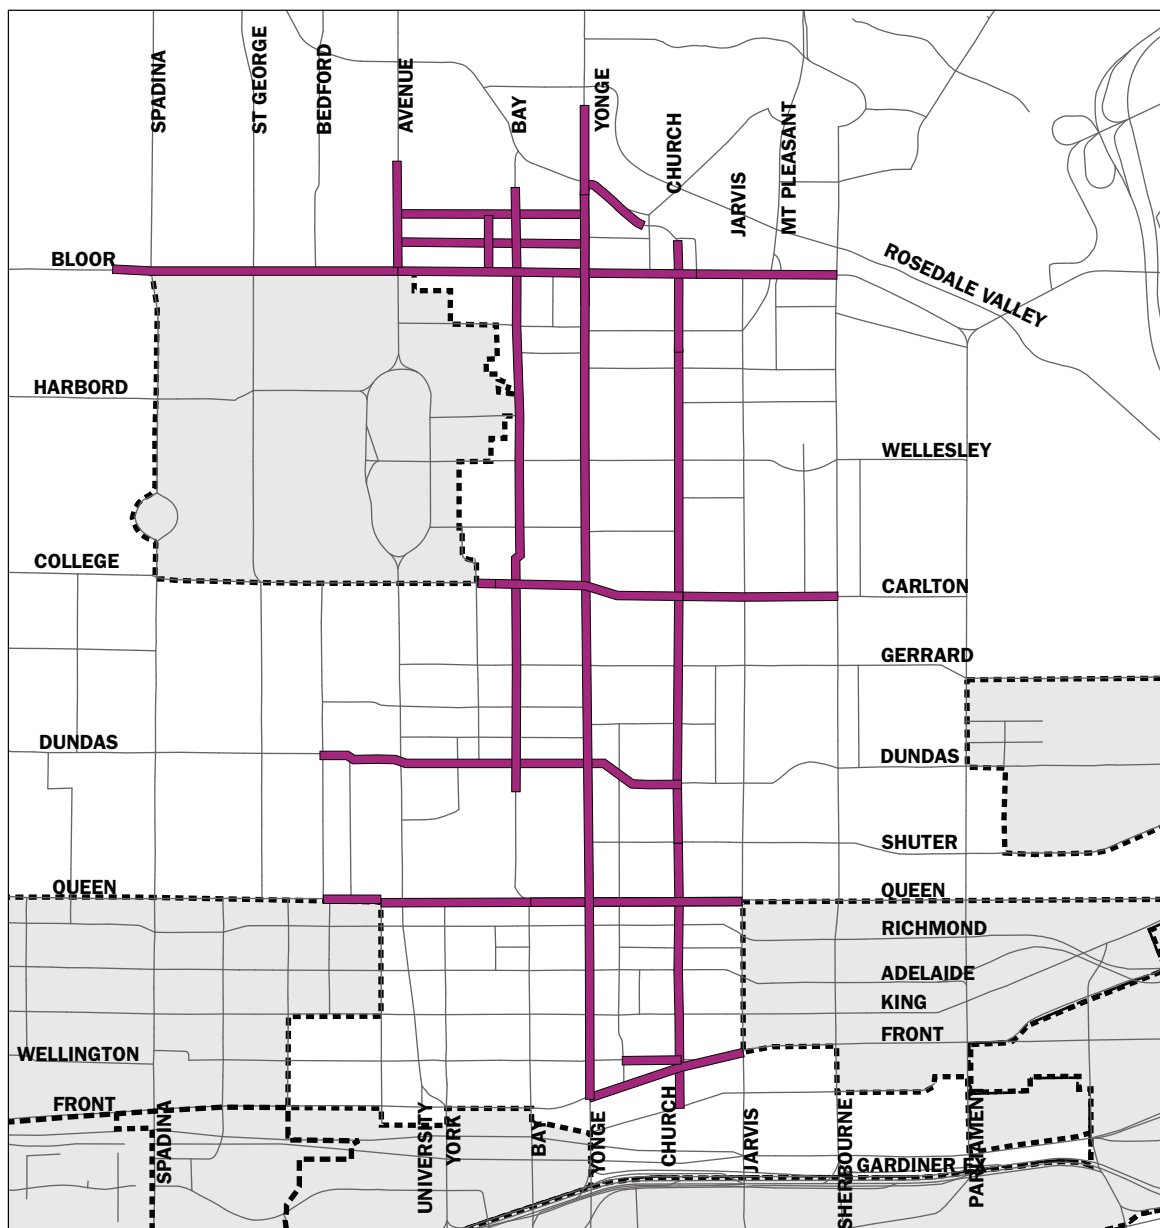 SPADINA
ST GEORGE
BEDFORD
AVENUE
BAY
YONGE
CHURCH
JARVIS
MT PLEASANT
BLOOR
ROSEDALE VALLEY
HARBORD
WELLESLEY
COLLEGE
CARLTON
GERRARD
DUNDAS
DUNDAS
SHUTER
QUEEN
QUEEN
RICHMOND
ADELAIDE
KING
FRONT
WELLINGTON
FRONT
SPADINA
UNIVERSITY
YORK
BAY
YONGE
CHURCH
JARVIS
SHERBOURNE
PARLIAMENT
GARDINER